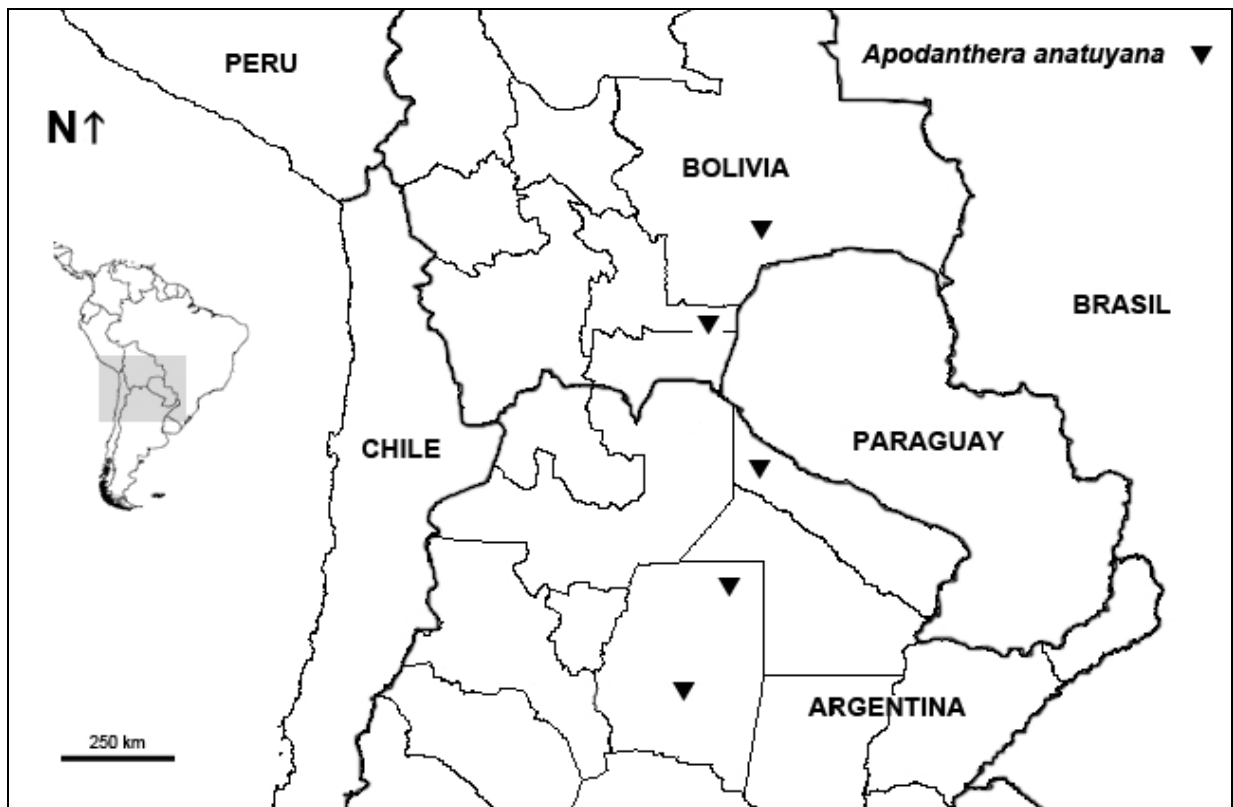 PERU
Apodanthera anatuyana ▼
N↑
BOLIVIA
BRASIL
CHILE
PARAGUAY
ARGENTINA
250 km